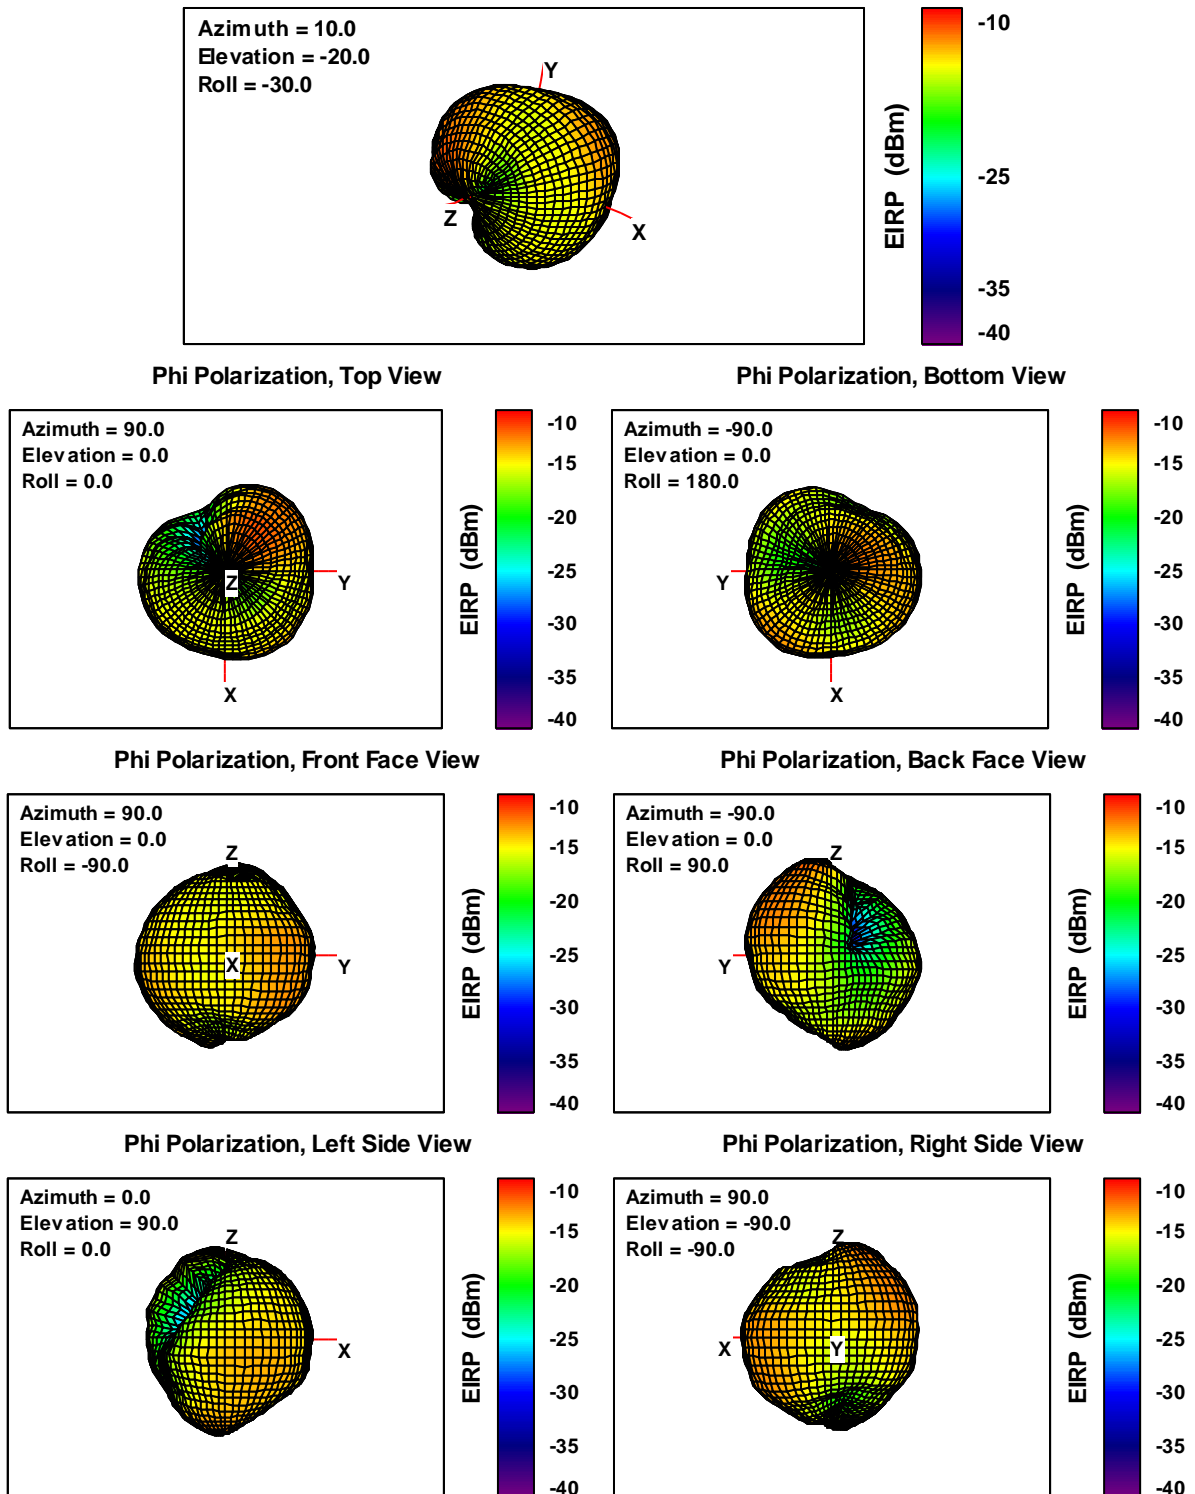 Azimuth = 10.0
Elevation = -20.0
Roll = -30.0
Y
Z
X
EIRP (dBm)
-10
-25
-35
-40
Phi Polarization, Top View
Azimuth = 90.0
Elevation = 0.0
Roll = 0.0
Z
Y
X
EIRP (dBm)
-10
-15
-20
-25
-30
-35
-40
Phi Polarization, Bottom View
Azimuth = -90.0
Elevation = 0.0
Roll = 180.0
Y
X
EIRP (dBm)
-10
-15
-20
-25
-30
-35
-40
Phi Polarization, Front Face View
Azimuth = 90.0
Elevation = 0.0
Roll = -90.0
Z
X
Y
EIRP (dBm)
-10
-15
-20
-25
-30
-35
-40
Phi Polarization, Back Face View
Azimuth = -90.0
Elevation = 0.0
Roll = 90.0
Z
Y
EIRP (dBm)
-10
-15
-20
-25
-30
-35
-40
Phi Polarization, Left Side View
Azimuth = 0.0
Elevation = 90.0
Roll = 0.0
Z
X
EIRP (dBm)
-10
-15
-20
-25
-30
-35
-40
Phi Polarization, Right Side View
Azimuth = 90.0
Elevation = -90.0
Roll = -90.0
Z
X
Y
EIRP (dBm)
-10
-15
-20
-25
-30
-35
-40